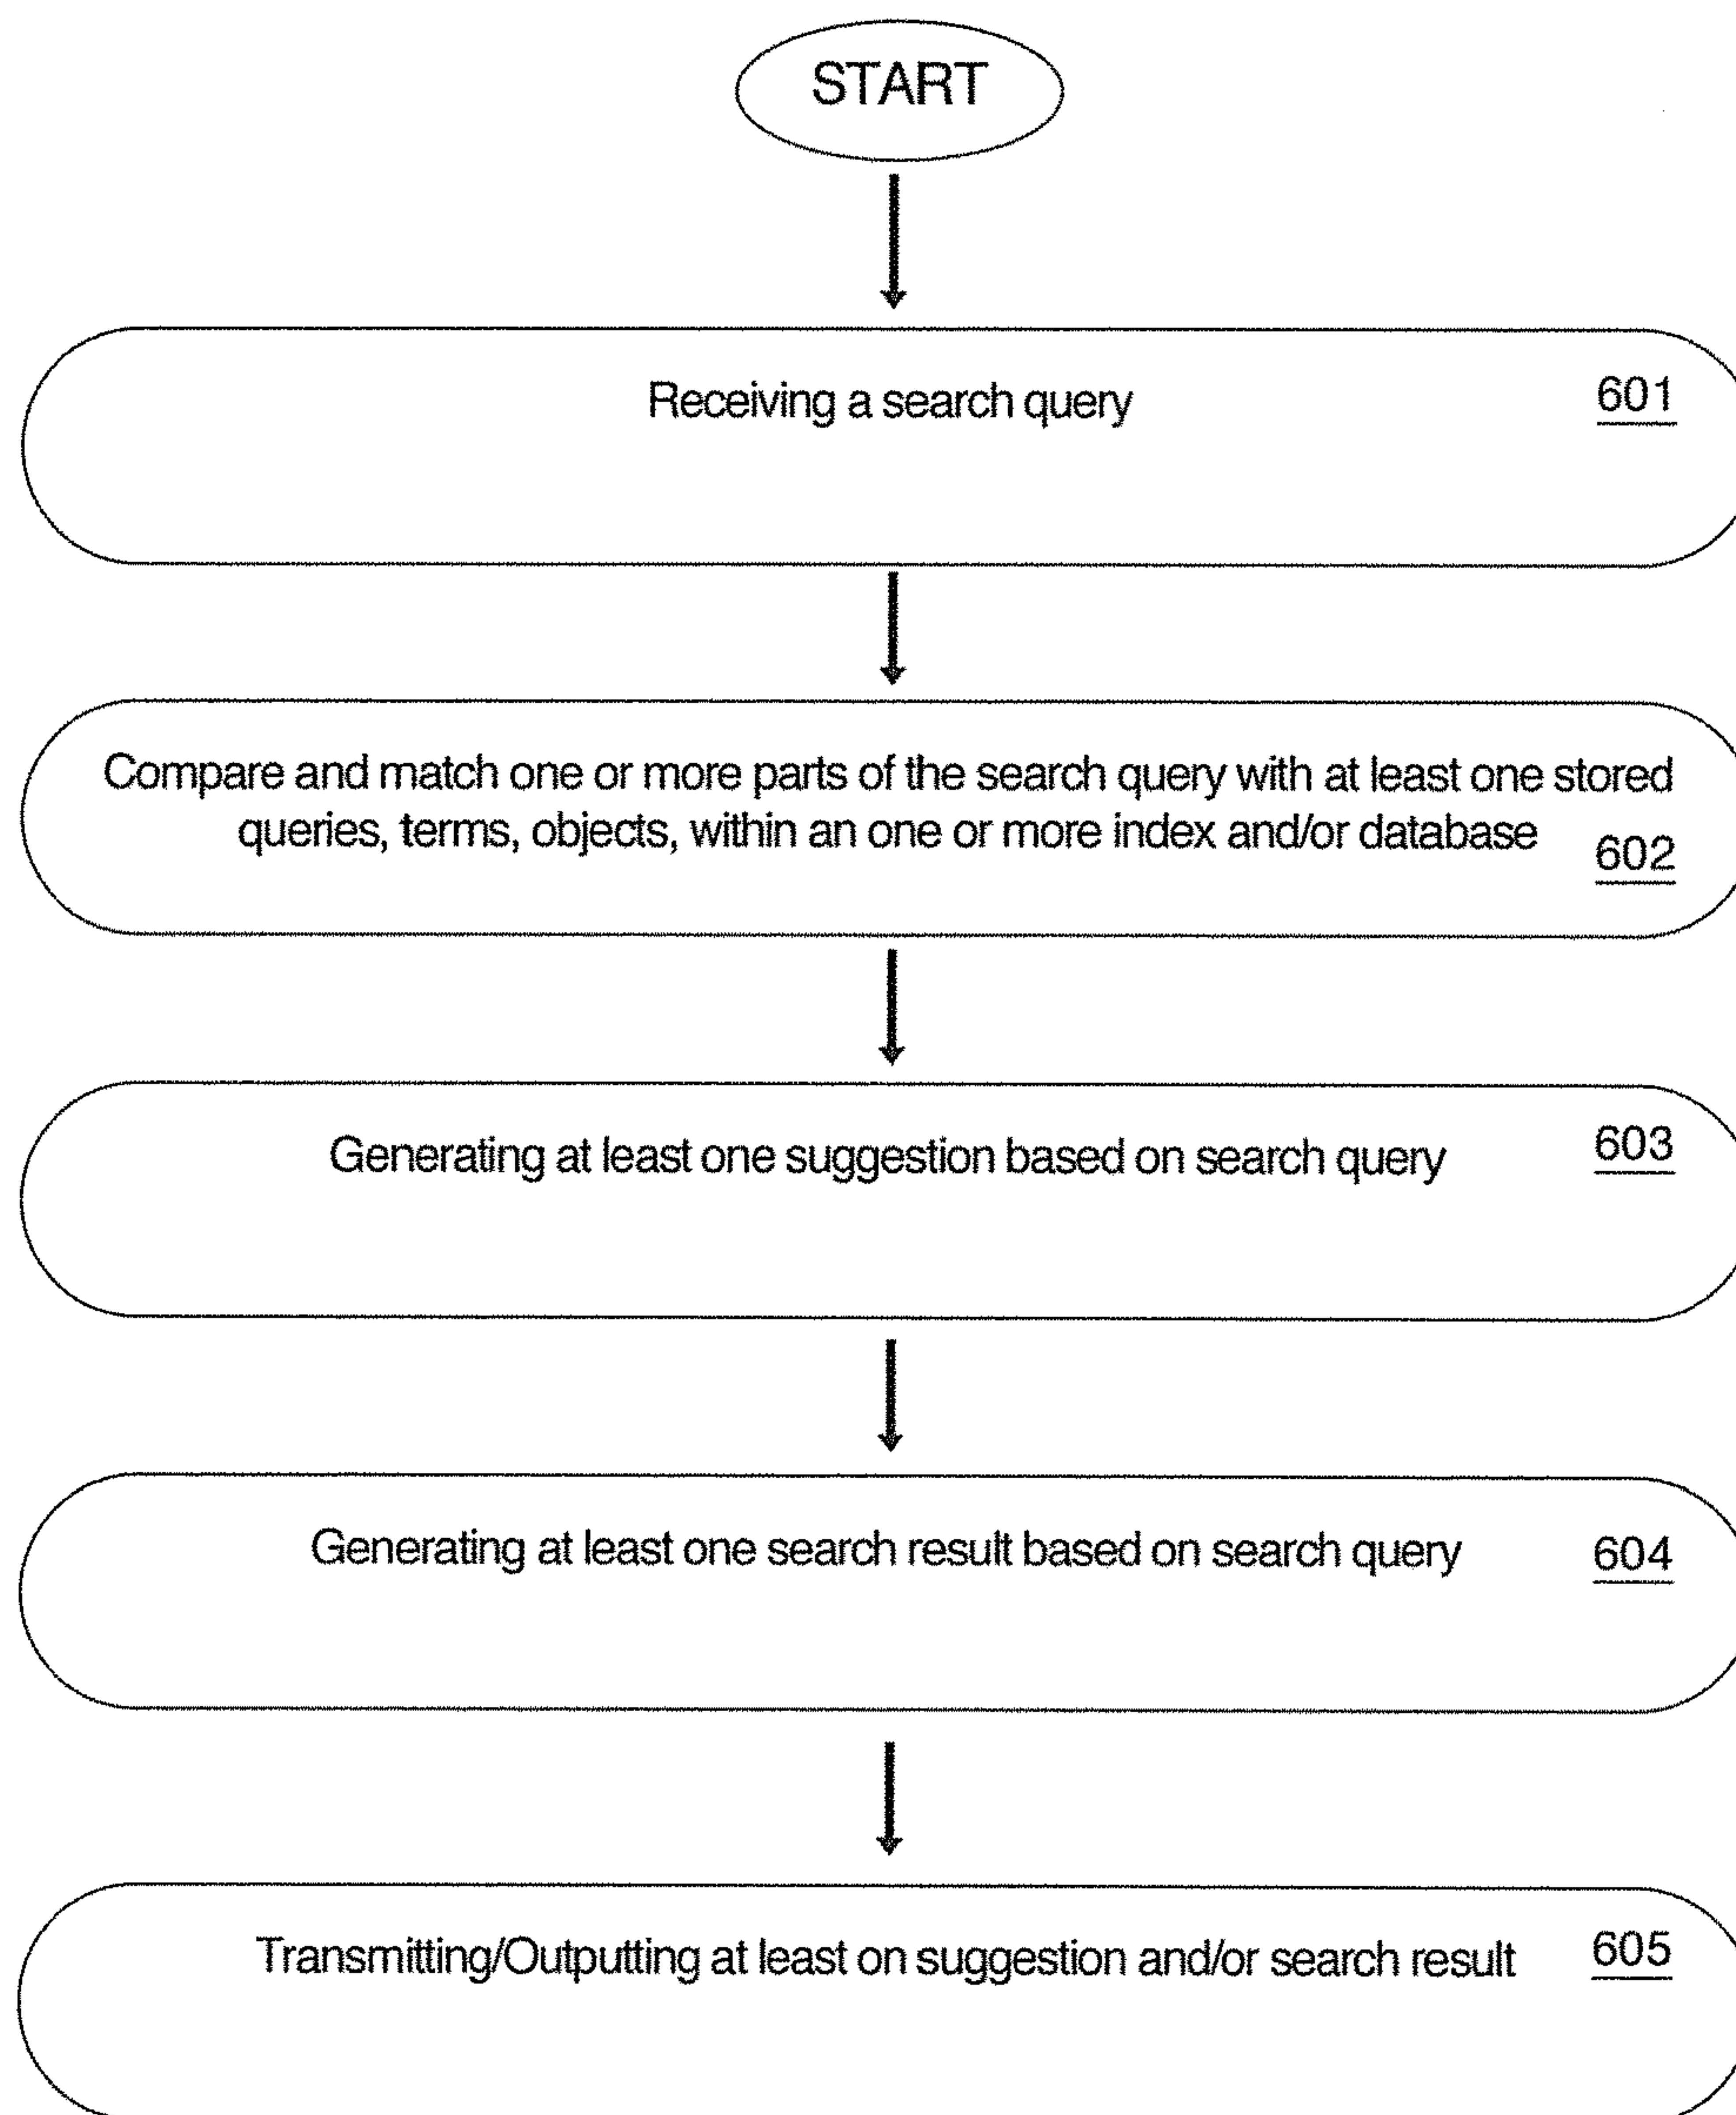 START
Receiving a search query
601
Compare and match one or more parts of the search query with at least one stored
queries, terms, objects, within an one or more index and/or database
602
Generating at least one suggestion based on search query
603
Generating at least one search result based on search query
604
Transmitting/Outputting at least on suggestion and/or search result
605